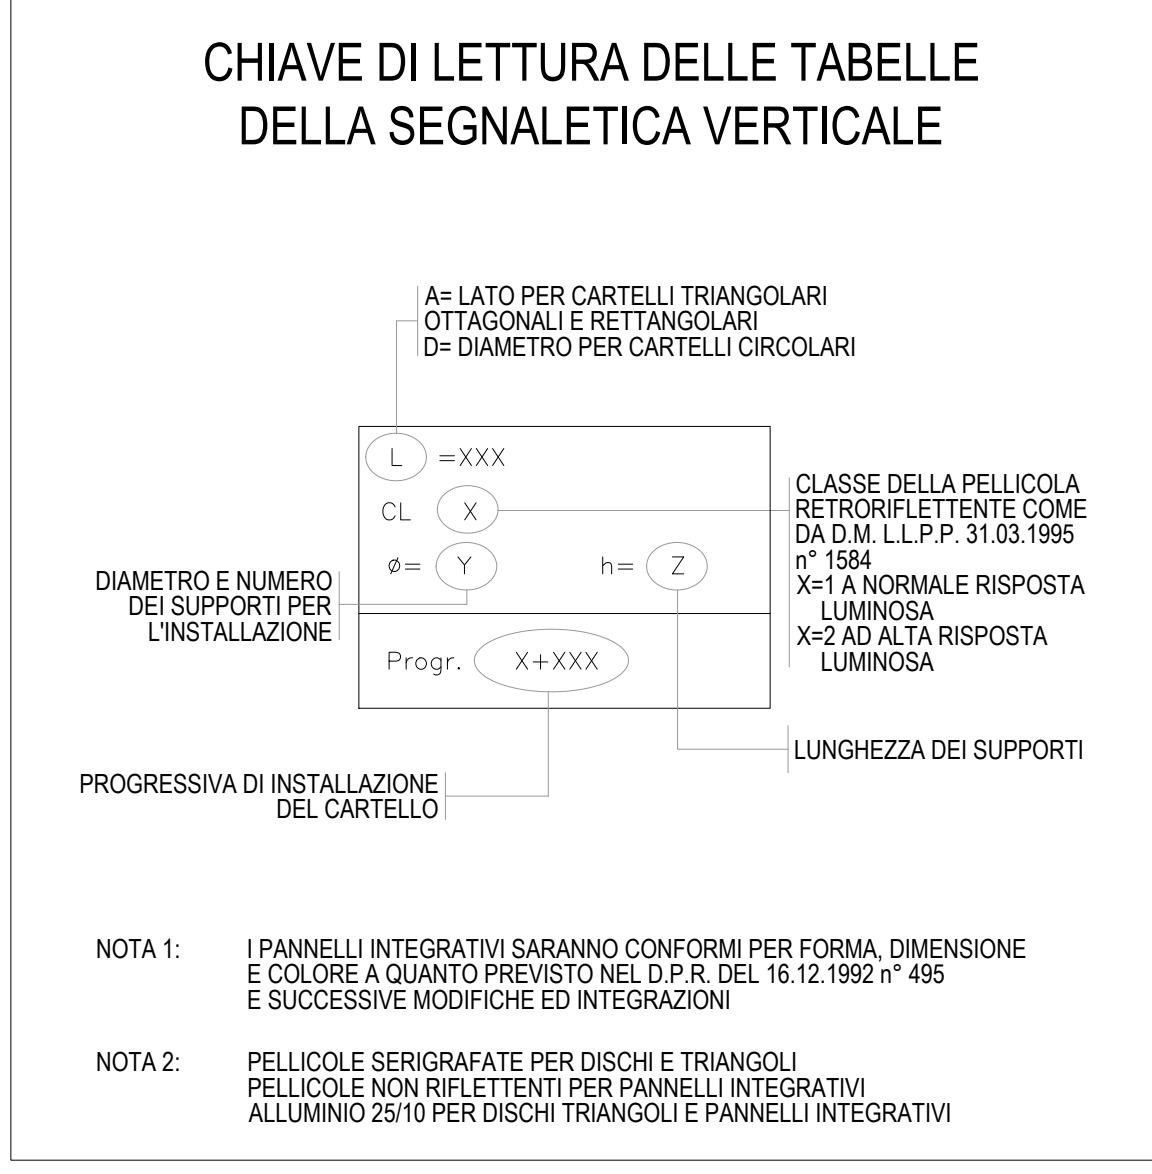 CHIAVE DI LETTURA DELLE TABELLE
DELLA SEGNALETICA VERTICALE
A= LATO PER CARTELLI TRIANGOLARI
OTTAGONALI E RETTANGOLARI
D= DIAMETRO PER CARTELLI CIRCOLARI
L =XXX
CL X
ø= Y h= Z
Progr. X+XXX
CLASSE DELLA PELLICOLA
RETRORIFLETTENTE COME
DA D.M. L.L.P.P. 31.03.1995
n° 1584
X=1 A NORMALE RISPOSTA
LUMINOSA
X=2 AD ALTA RISPOSTA
LUMINOSA
DIAMETRO E NUMERO
DEI SUPPORTI PER
L'INSTALLAZIONE
LUNGHEZZA DEI SUPPORTI
PROGRESSIVA DI INSTALLAZIONE
DEL CARTELLO
NOTA 1: I PANNELLI INTEGRATIVI SARANNO CONFORMI PER FORMA, DIMENSIONE
E COLORE A QUANTO PREVISTO NEL D.P.R. DEL 16.12.1992 n° 495
E SUCCESSIVE MODIFICHE ED INTEGRAZIONI
NOTA 2: PELLICOLE SERIGRAFATE PER DISCHI E TRIANGOLI
PELLICOLE NON RIFLETTENTI PER PANNELLI INTEGRATIVI
ALLUMINIO 25/10 PER DISCHI TRIANGOLI E PANNELLI INTEGRATIVI